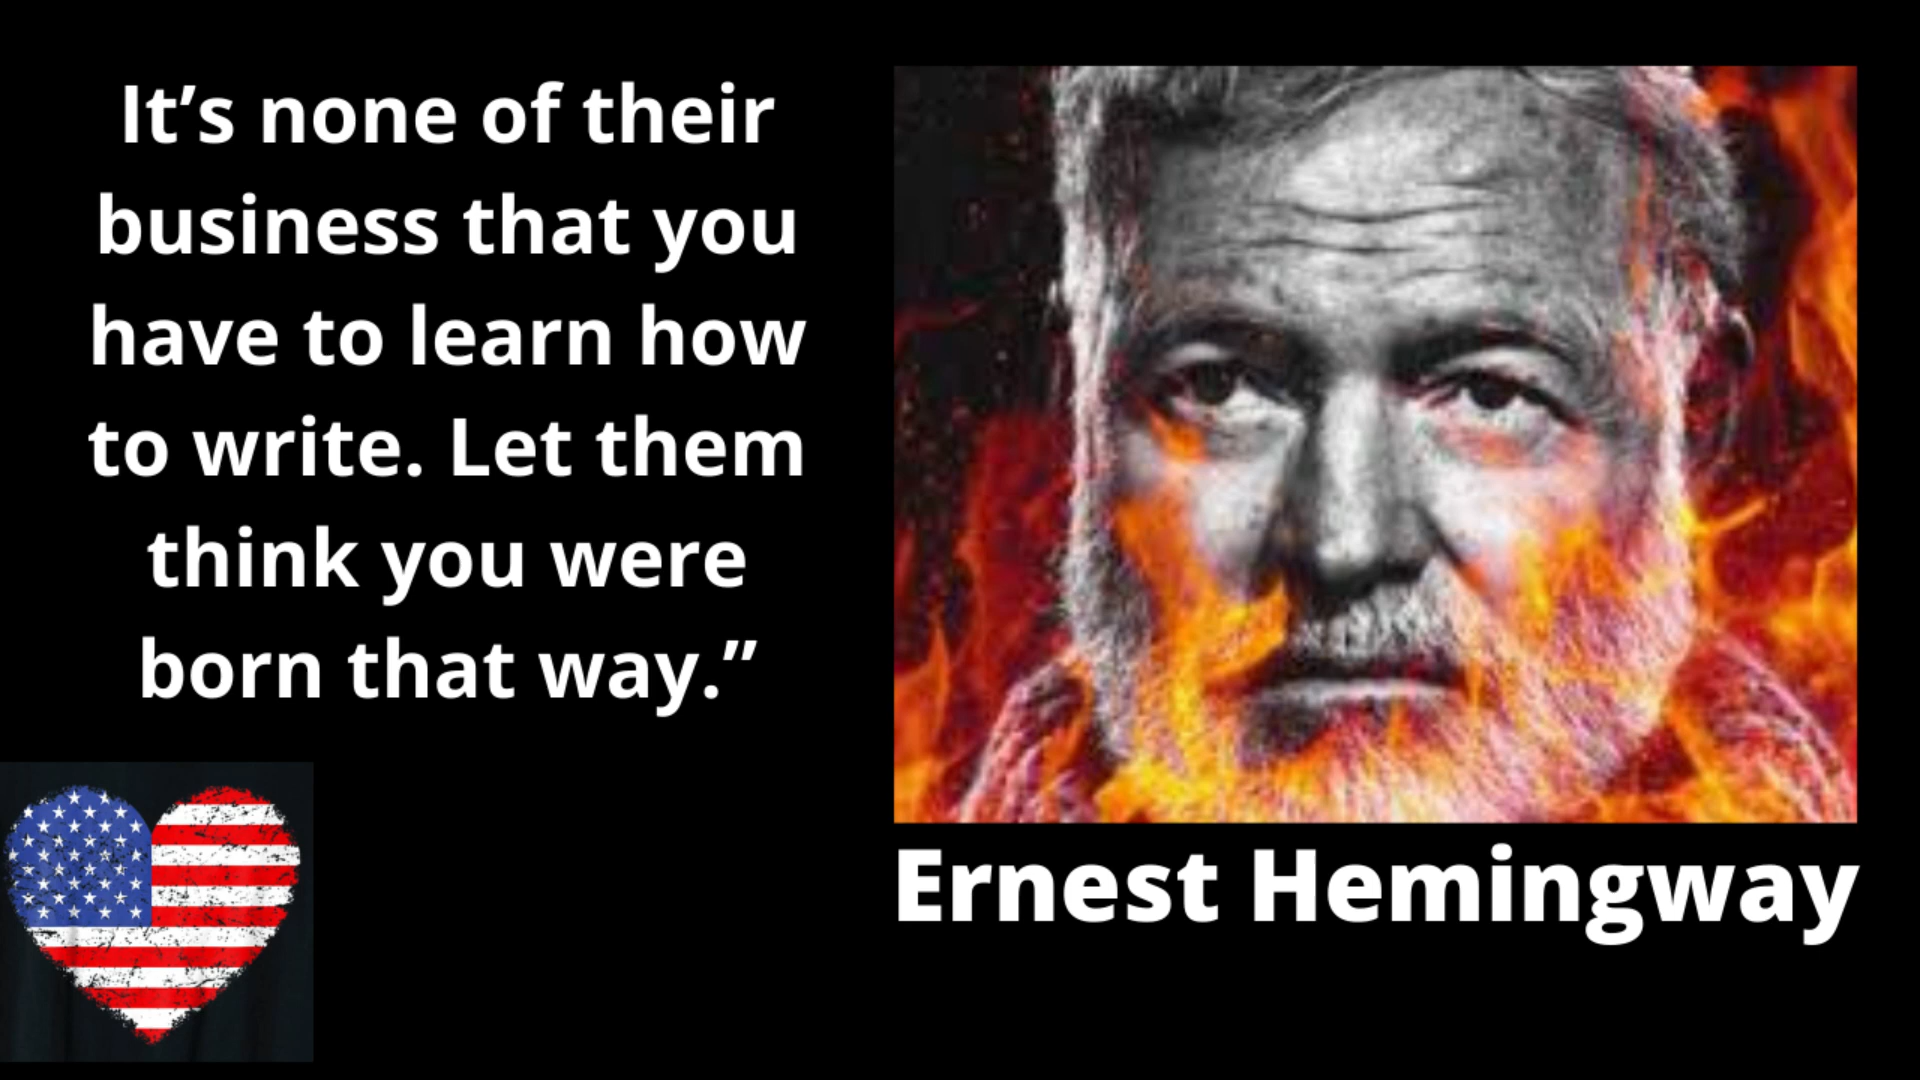 It’s none of their
business that you
have to learn how
to write. Let them
think you were
born that way.”
Ernest Hemingway